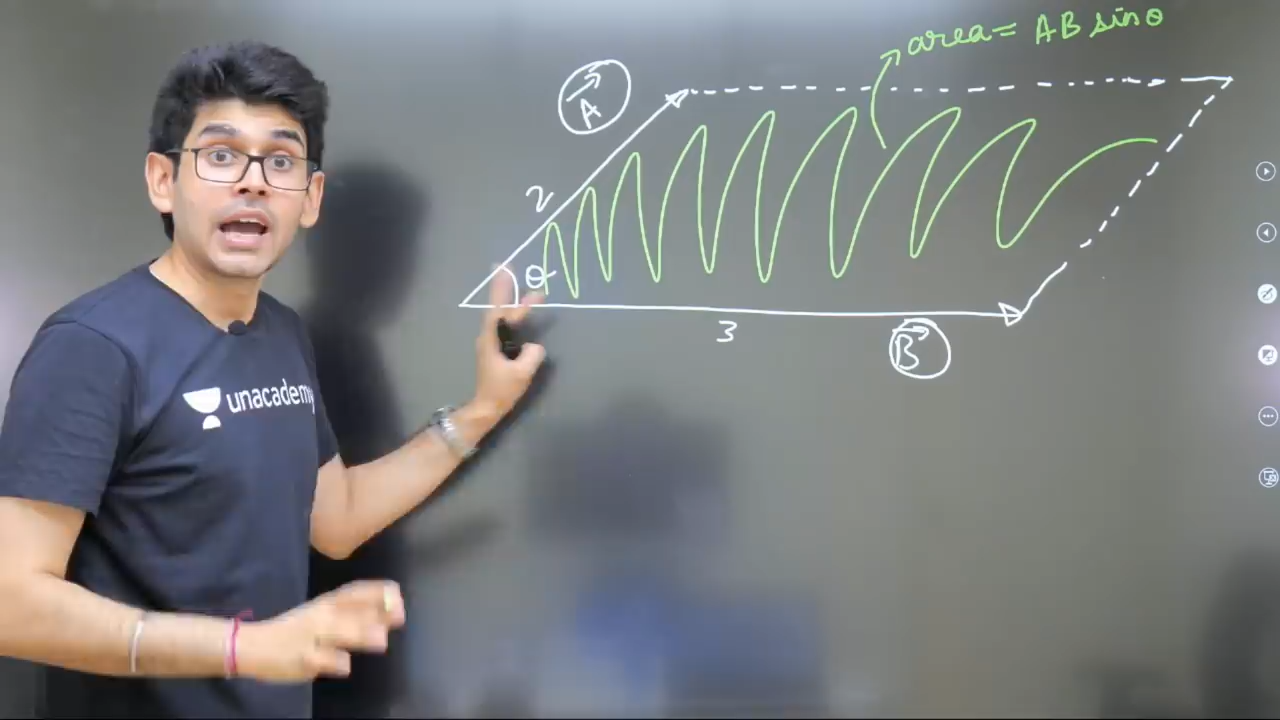 area = AB sin θ
A⃗
2
θ
3
B⃗
unacademy